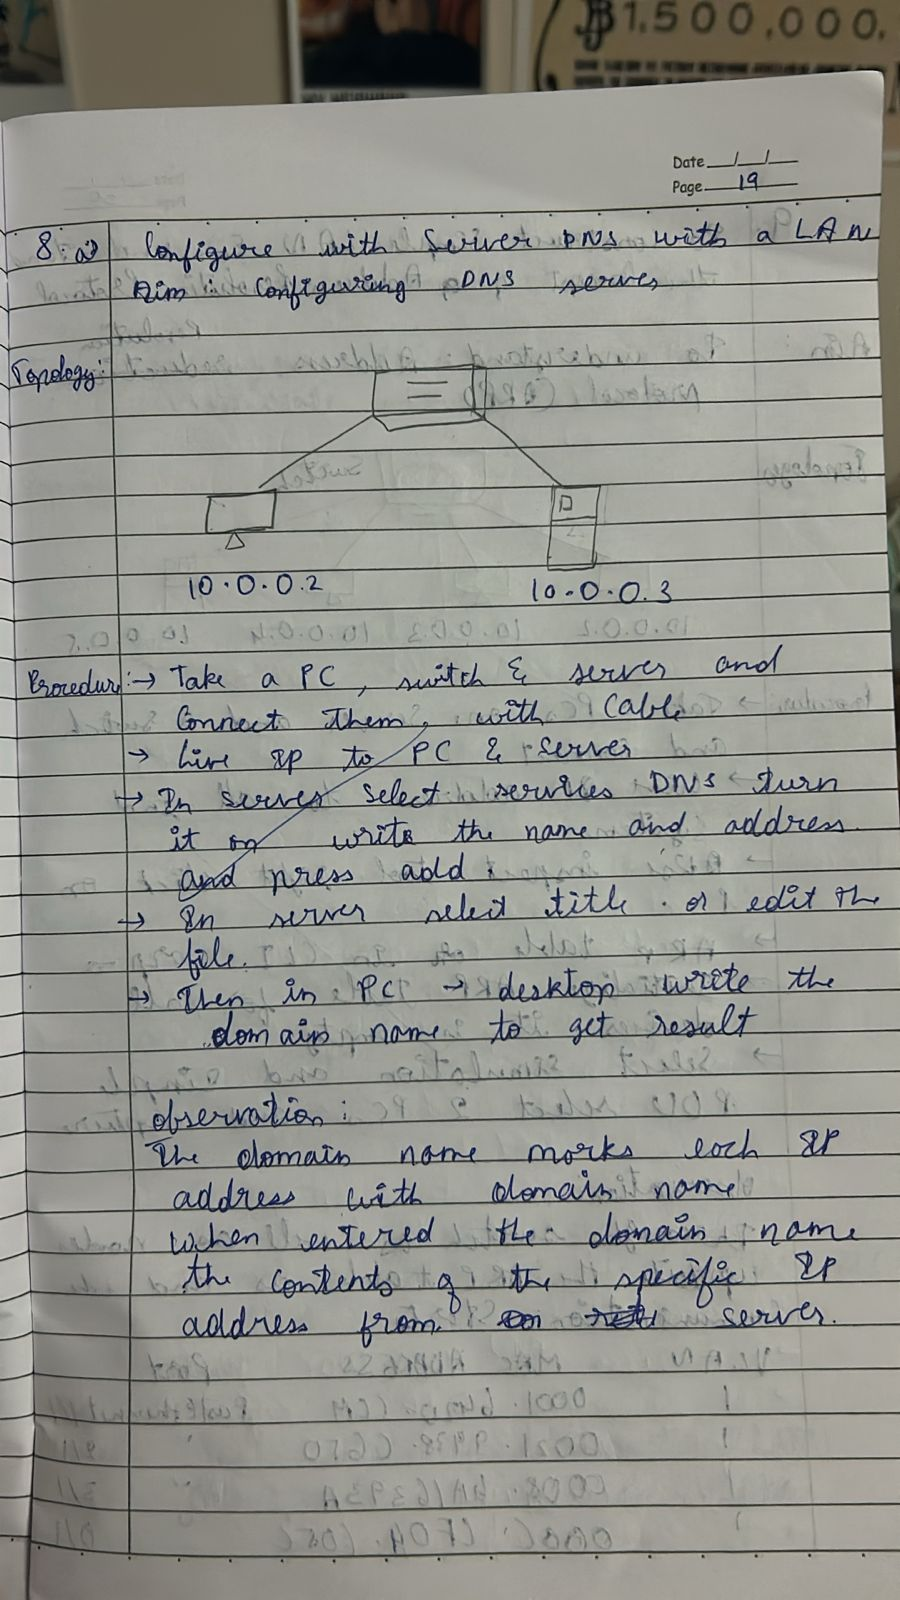 1,500,000.
Date
Page 19
8. a) Configure with Server DNS with a LAN
Aim : Configuring DNS server
Topology:
10.0.0.2 10.0.0.3
Procedur: → Take a PC, switch & server and
Connect them, with Cable
→ Give IP to PC & server
→ In server select services DNS turn
it on write the name and address
and press add
→ In server select title or edit the
file.
→ Then in PC → desktop write the
domain name to get result
observation :
The domain name marks each IP
address with domain name
when entered the domain name
the contents of the specific IP
address from server.